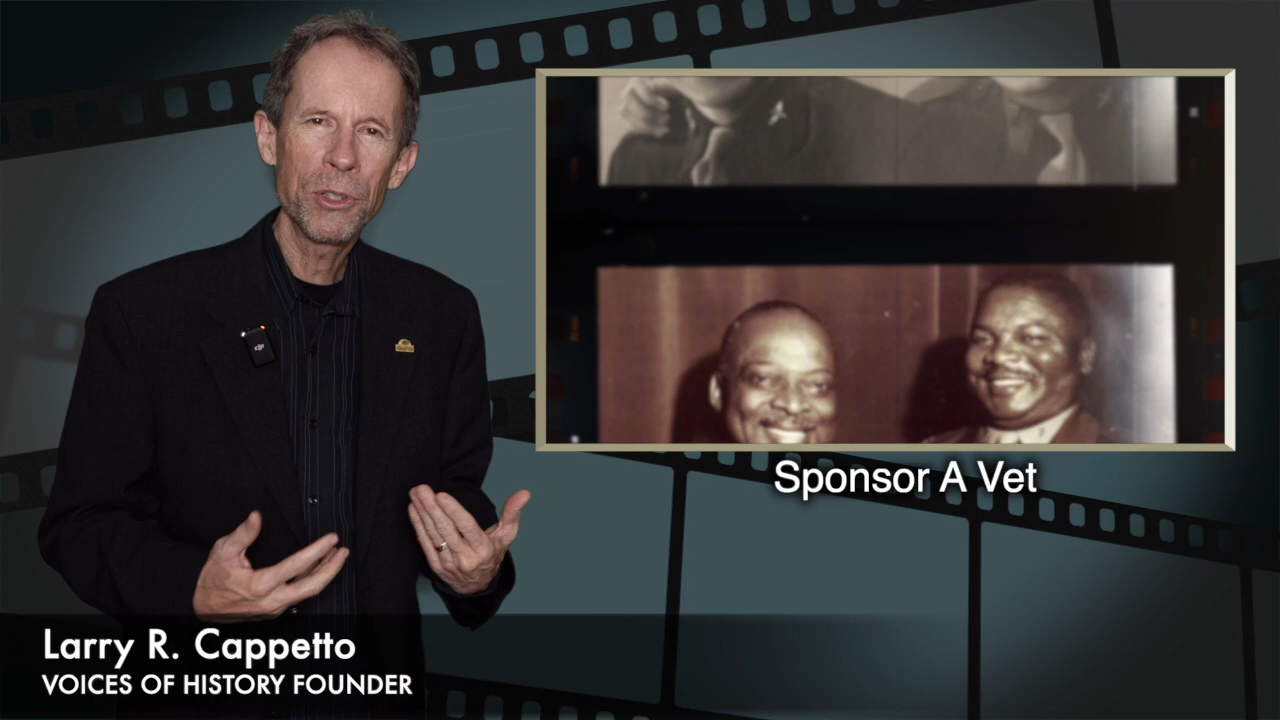 Sponsor A Vet
Larry R. Cappetto
VOICES OF HISTORY FOUNDER